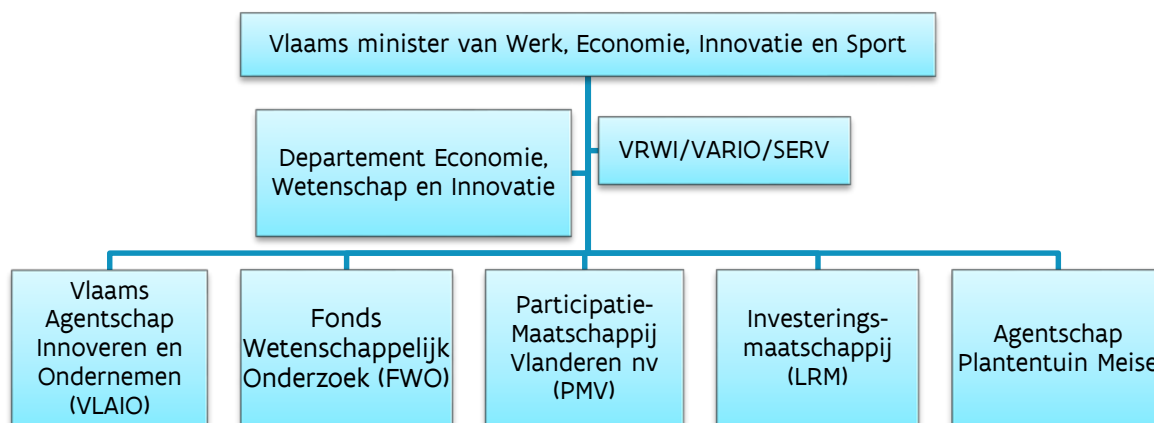 Vlaams minister van Werk, Economie, Innovatie en Sport
Departement Economie,
Wetenschap en Innovatie
VRWI/VARIO/SERV
Vlaams
Agentschap
Innoveren en
Ondernemen
(VLAIO)
Fonds
Wetenschappelijk
Onderzoek (FWO)
Participatie-
Maatschappij
Vlanderen nv
(PMV)
Investerings-
maatschappij
(LRM)
Agentschap
Plantentuin Meise